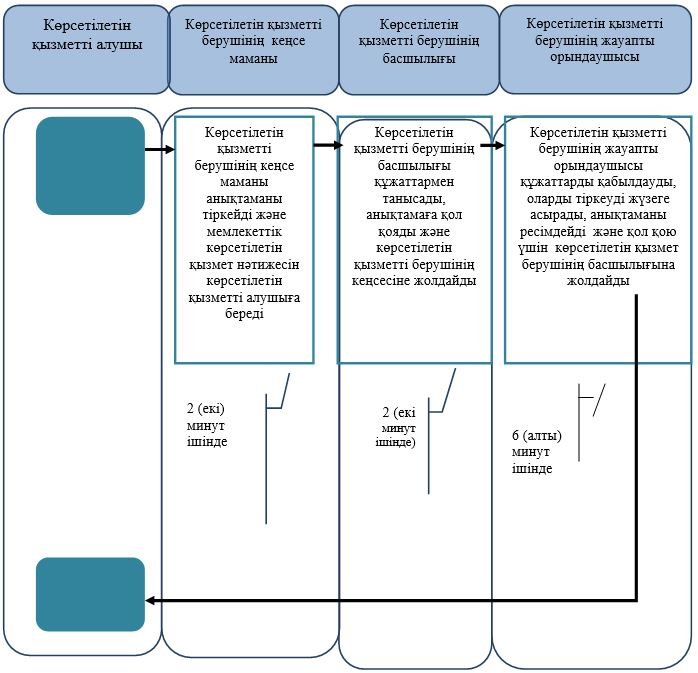 Көрсетілетін
қызметті алушы
Көрсетілетін қызметті
берушінің кеңсе
маманы
Көрсетілетін
қызметті берушінің
басшылығы
Көрсетілетін қызметті
берушінің жауапты
орындаушысы
Көрсетілетін
қызметті
берушінің кеңсе
маманы
анықтаманы
тіркейді және
мемлекеттік
көрсетілетін
қызмет нәтижесін
көрсетілетін
қызметті алушыға
береді
Көрсетілетін
қызметті берушінің
басшылығы
құжаттармен
танысады,
анықтамаға қол
қояды және
көрсетілетін
қызметті берушінің
кеңсесіне жолдайды
Көрсетілетін қызметті
берушінің жауапты
орындаушысы
құжаттарды қабылдауды,
оларды тіркеуді жүзеге
асырады, анықтаманы
ресімдейді және қол қою
үшін көрсетілетін қызмет
берушінің басшылығына
жолдайды
2 (екі)
минут
ішінде
2 (екі
минут
ішінде)
6 (алты)
минут
ішінде